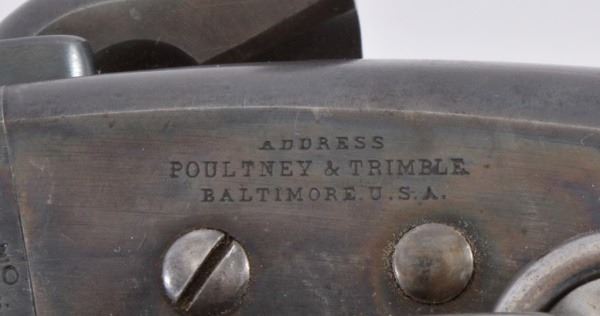 ADDRESS
POULTNEY & TRIMBLE
BALTIMORE U.S.A.